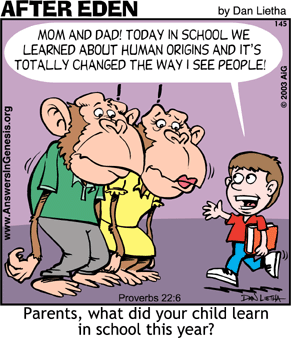 AFTER EDEN
by Dan Lietha
145
MOM AND DAD! TODAY IN SCHOOL WE
LEARNED ABOUT HUMAN ORIGINS AND IT'S
TOTALLY CHANGED THE WAY I SEE PEOPLE!
! !
© 2003 AiG
www.AnswersInGenesis.org
Proverbs 22:6
DAN LIETHA
Parents, what did your child learn
in school this year?